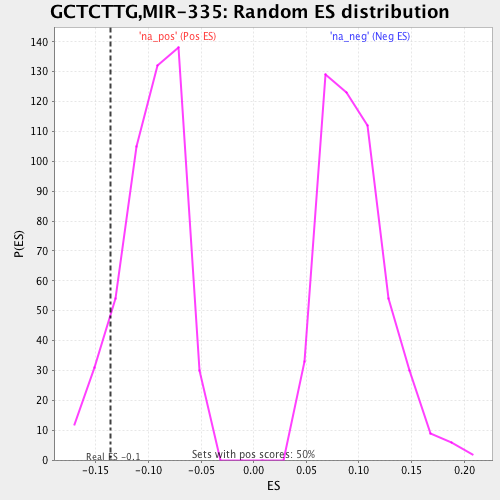 GCTCTTG,MIR-335: Random ES distribution
'na_pos' (Pos ES)
'na_neg' (Neg ES)
140
130
120
110
100
90
80
70
60
50
40
30
20
10
0
P(ES)
Real ES -0.1
Sets with pos scores: 50%
-0.15 -0.10 -0.05 0.00 0.05 0.10 0.15 0.20
ES